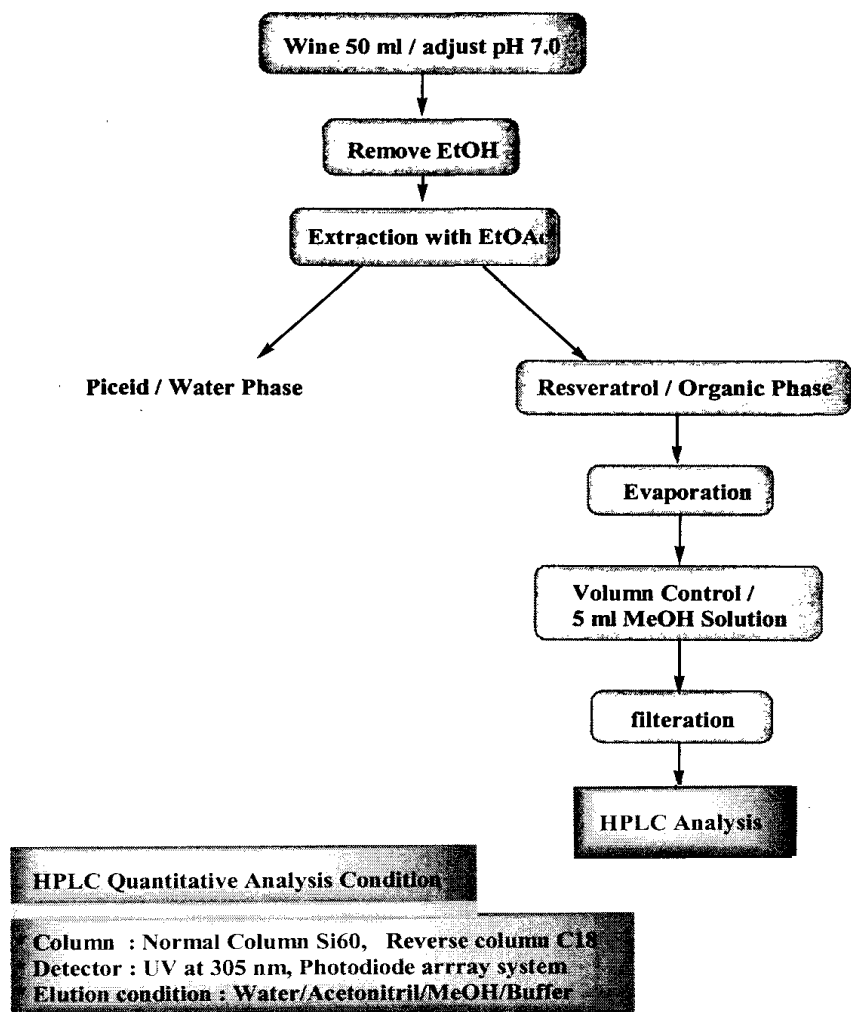 Wine 50 ml / adjust pH 7.0
Remove EtOH
Extraction with EtOAc
Piceid / Water Phase
Resveratrol / Organic Phase
Evaporation
Volumn Control /
5 ml MeOH Solution
filteration
HPLC Analysis
HPLC Quantitative Analysis Condition
* Column : Normal Column Si60, Reverse column C18
* Detector : UV at 305 nm, Photodiode arrray system
* Elution condition : Water/Acetonitril/MeOH/Buffer